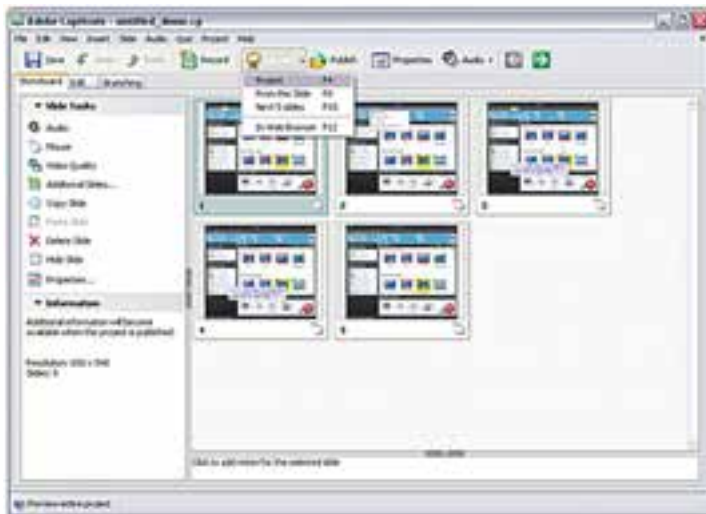 Adobe Captivate - untitled_demo.cp
File Edit View Insert Slide Audio Quiz Project Help
Save Record Publish Properties Audio
Storyboard Edit Branching
Project F4
From this Slide F8
Next 5 slides F10
In Web Browser F12
Slide Tasks
Audio
Mouse
Video Quality
Additional Slides...
Copy Slide
Paste Slide
Delete Slide
Hide Slide
Properties...
1 2 3
4 5
Information
Additional information will become
available when the project is published
Resolution:
Slides: 5
Click to add notes for the selected slide
Preview entire project